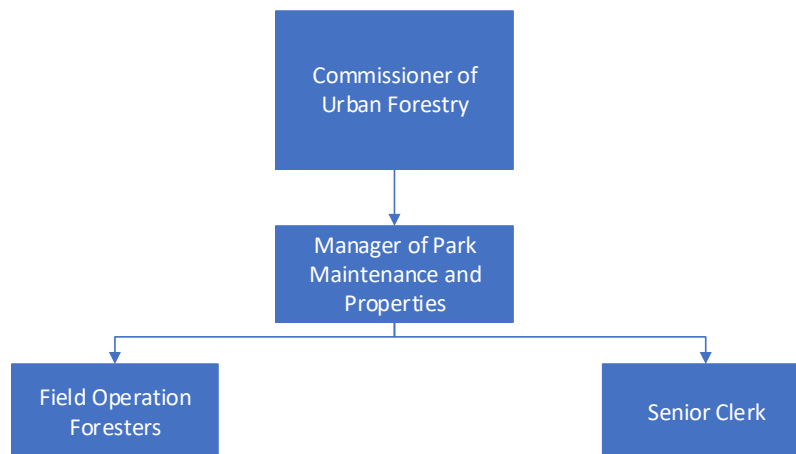 Commissioner of
Urban Forestry
Manager of Park
Maintenance and
Properties
Field Operation
Foresters
Senior Clerk